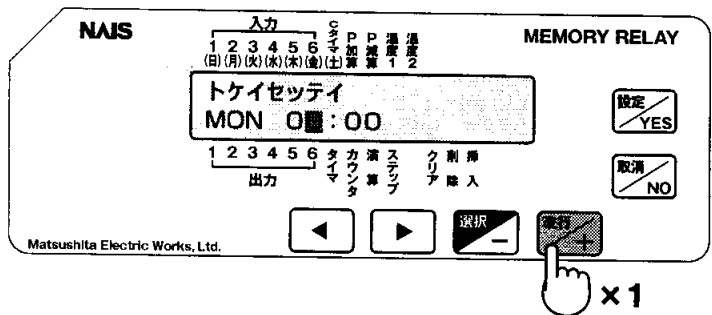 NAiS
MEMORY RELAY
入力
1 2 3 4 5 6 Cタイマ P加算 P減算 温度1 温度2
(日)(月)(火)(水)(木)(金)(土)
トケイセッテイ
MON 0 :00
1 2 3 4 5 6 タイマ カウンタ 演算 ステップ クリア 削除 挿入
出力
設定 YES
取消 NO
◀ ▶ 選択 − +
Matsushita Electric Works, Ltd.
×1